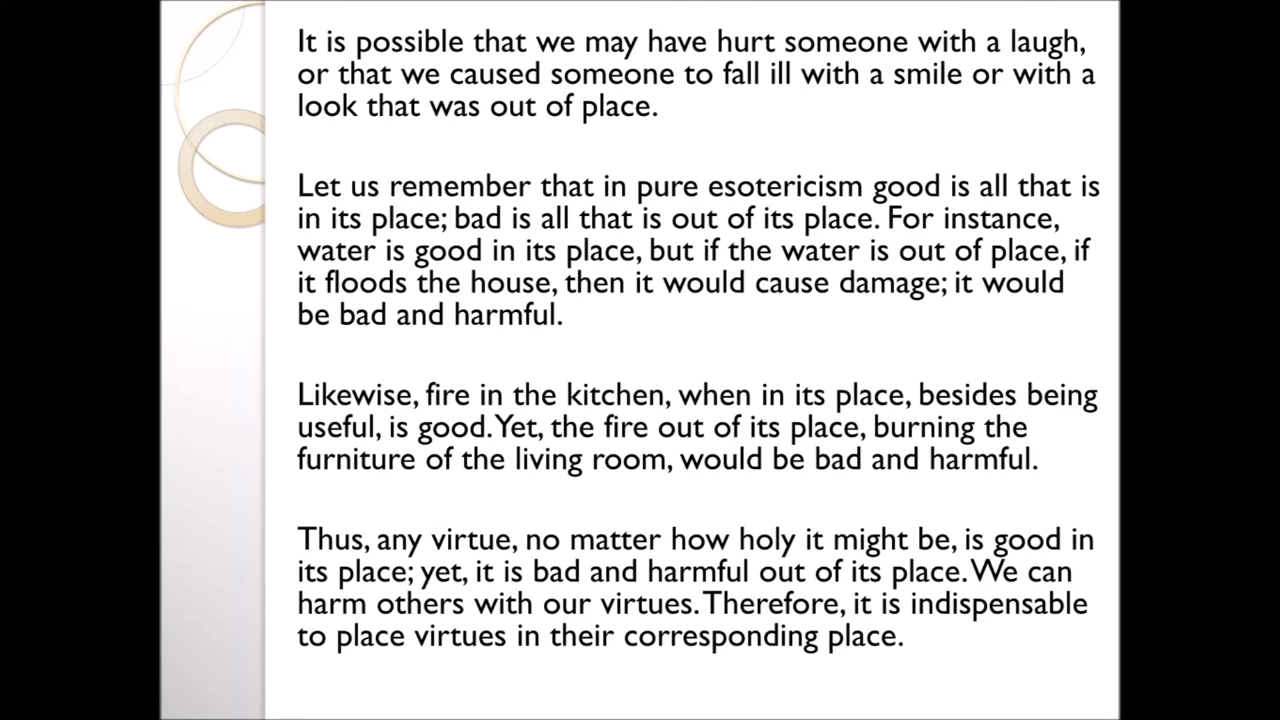 It is possible that we may have hurt someone with a laugh,
or that we caused someone to fall ill with a smile or with a
look that was out of place.
Let us remember that in pure esotericism good is all that is
in its place; bad is all that is out of its place. For instance,
water is good in its place, but if the water is out of place, if
it floods the house, then it would cause damage; it would
be bad and harmful.
Likewise, fire in the kitchen, when in its place, besides being
useful, is good. Yet, the fire out of its place, burning the
furniture of the living room, would be bad and harmful.
Thus, any virtue, no matter how holy it might be, is good in
its place; yet, it is bad and harmful out of its place. We can
harm others with our virtues. Therefore, it is indispensable
to place virtues in their corresponding place.